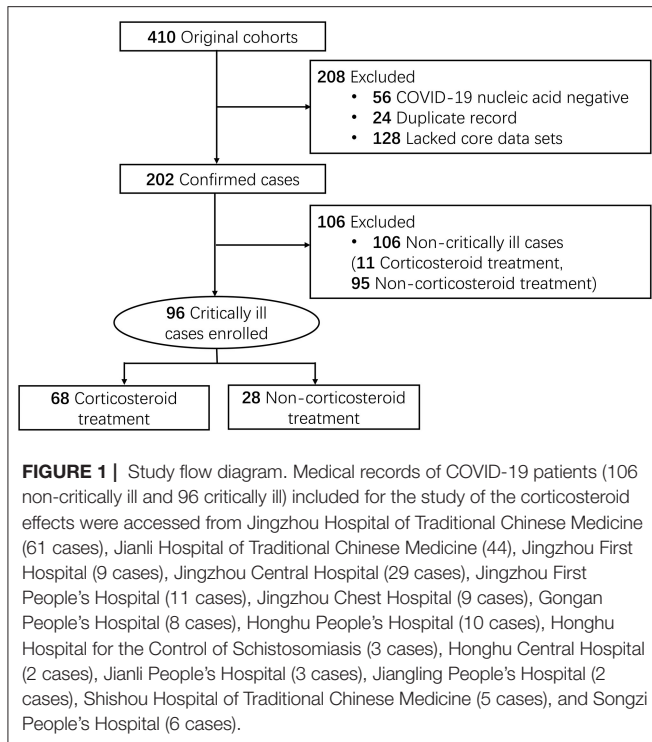 410 Original cohorts
208 Excluded
• 56 COVID-19 nucleic acid negative
• 24 Duplicate record
• 128 Lacked core data sets
202 Confirmed cases
106 Excluded
• 106 Non-critically ill cases
(11 Corticosteroid treatment,
95 Non-corticosteroid treatment)
96 Critically ill
cases enrolled
68 Corticosteroid
treatment
28 Non-corticosteroid
treatment
FIGURE 1 | Study flow diagram. Medical records of COVID-19 patients (106
non-critically ill and 96 critically ill) included for the study of the corticosteroid
effects were accessed from Jingzhou Hospital of Traditional Chinese Medicine
(61 cases), Jianli Hospital of Traditional Chinese Medicine (44), Jingzhou First
Hospital (9 cases), Jingzhou Central Hospital (29 cases), Jingzhou First
People's Hospital (11 cases), Jingzhou Chest Hospital (9 cases), Gongan
People's Hospital (8 cases), Honghu People's Hospital (10 cases), Honghu
Hospital for the Control of Schistosomiasis (3 cases), Honghu Central Hospital
(2 cases), Jianli People's Hospital (3 cases), Jiangling People's Hospital (2
cases), Shishou Hospital of Traditional Chinese Medicine (5 cases), and Songzi
People's Hospital (6 cases).